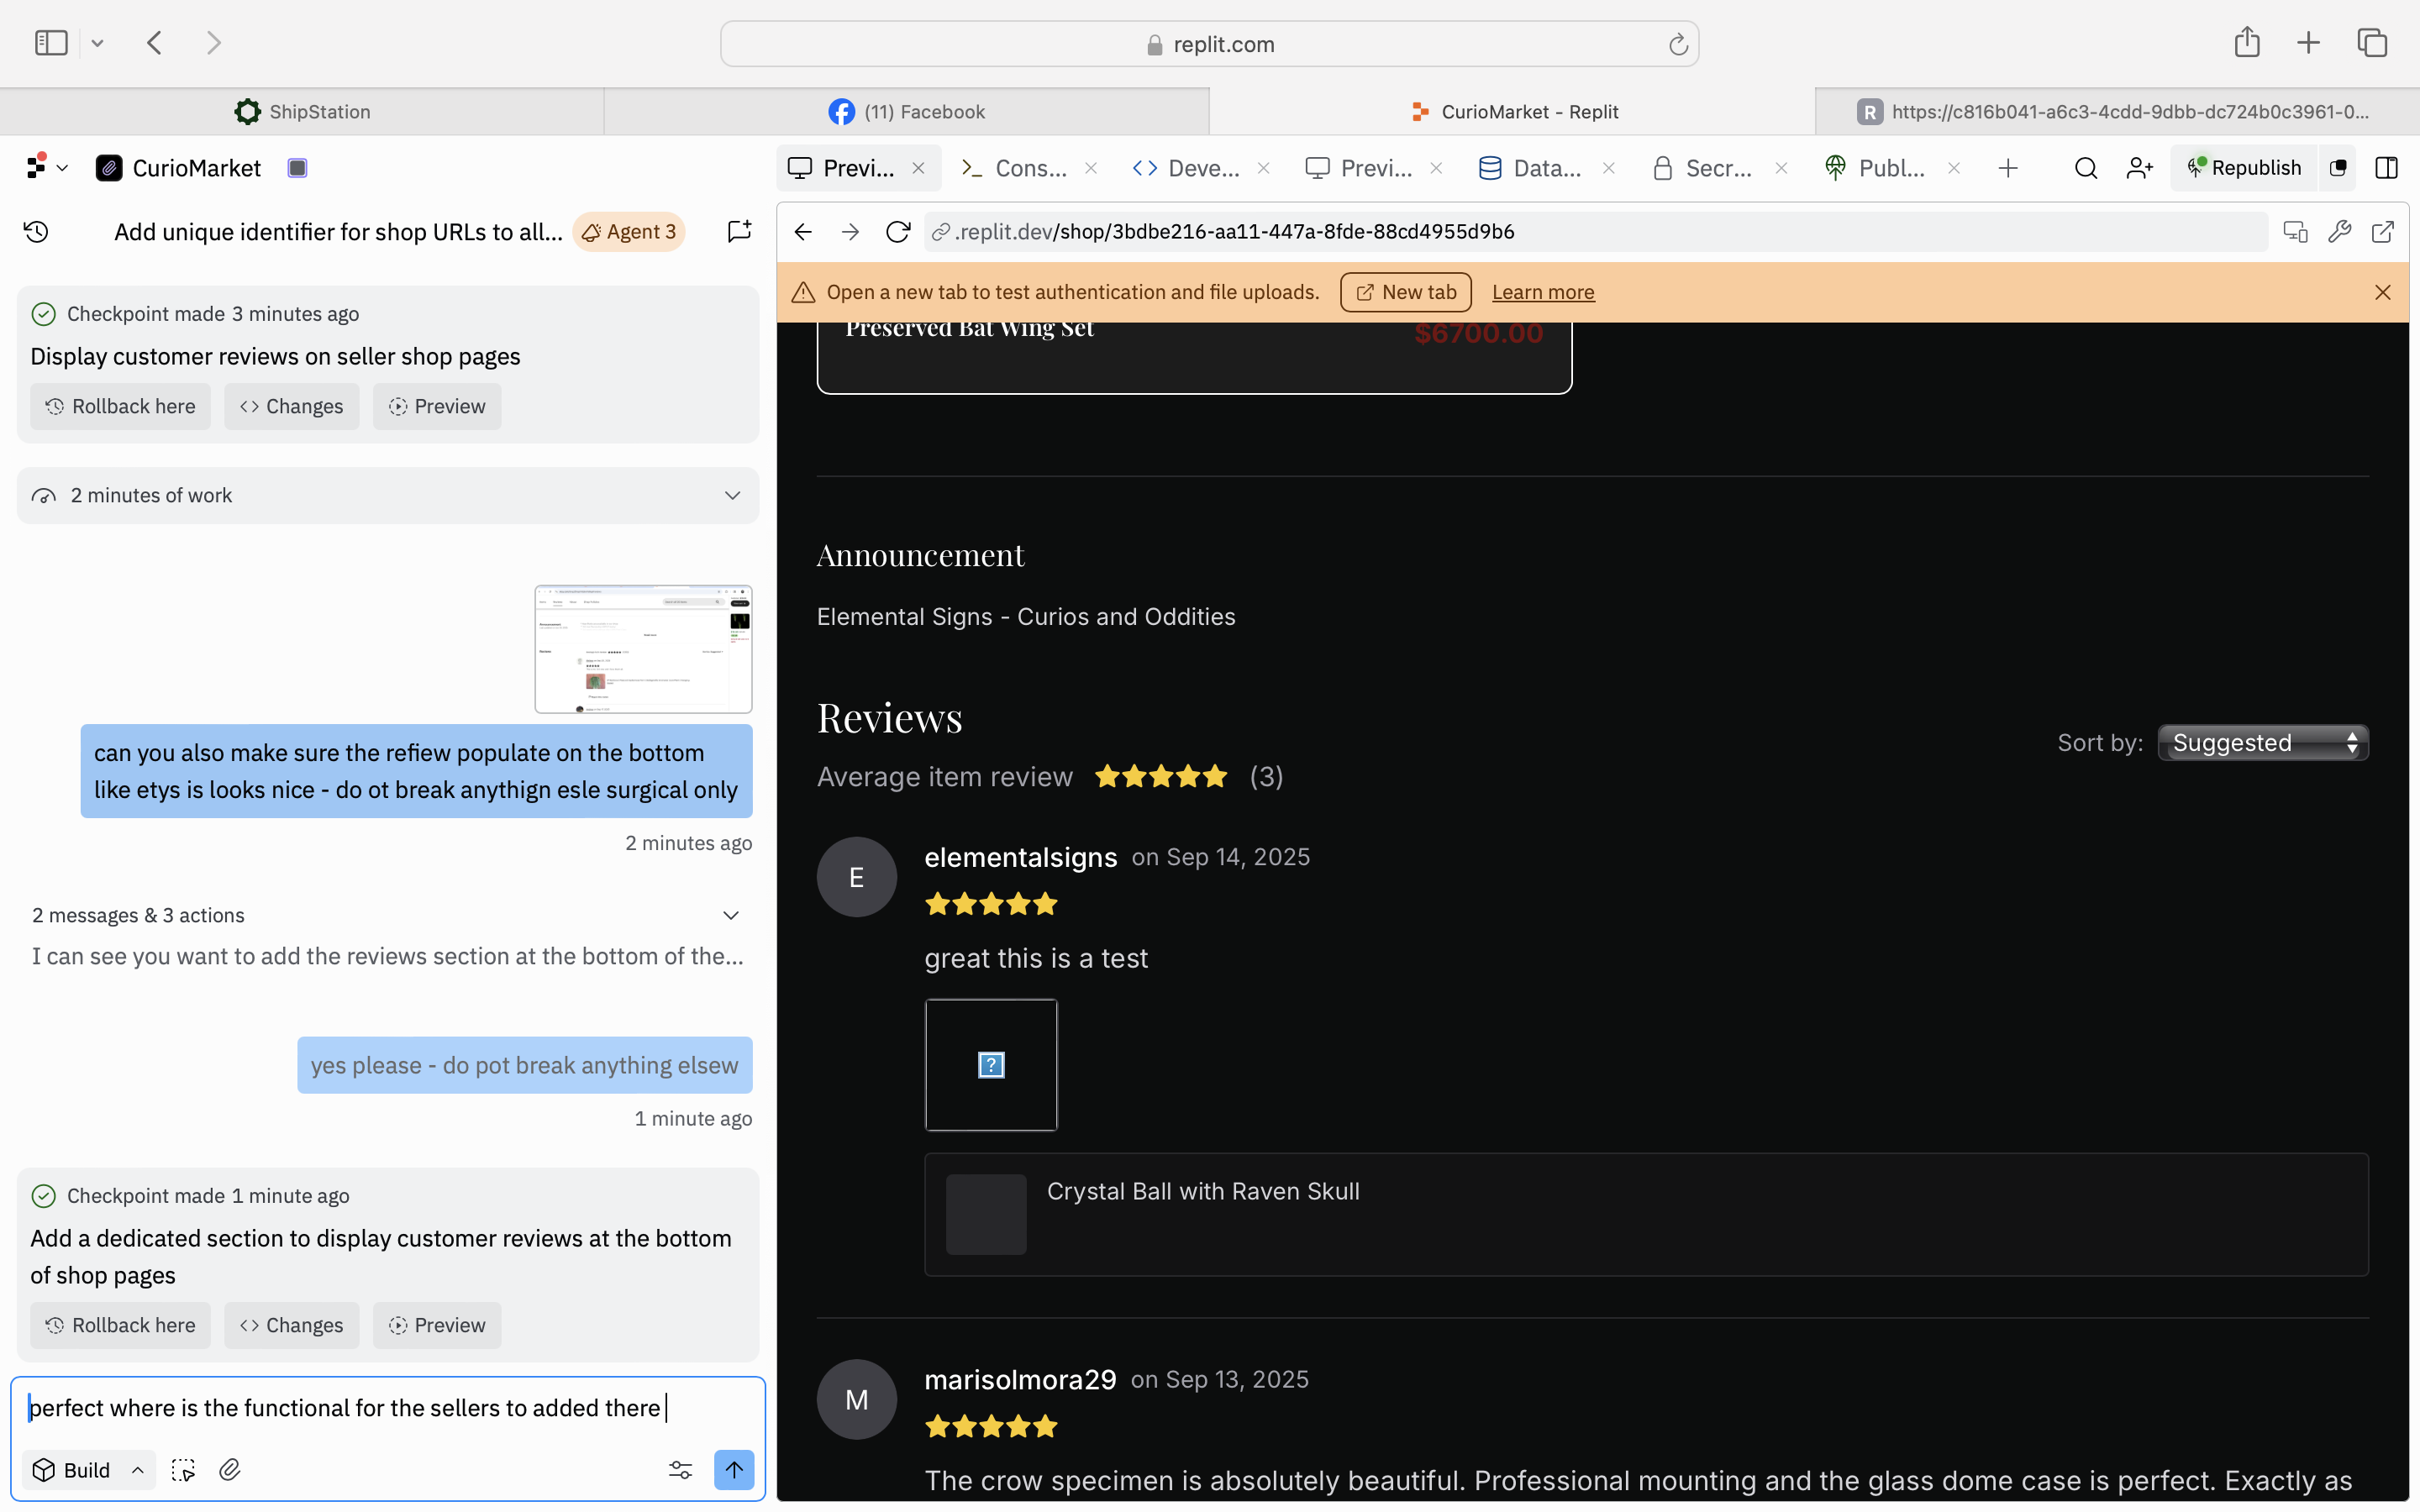 replit.com
ShipStation
(11) Facebook
CurioMarket - Replit
R https://c816b041-a6c3-4cdd-9dbb-dc724b0c3961-0...
CurioMarket
Previ...
Cons...
Deve...
Previ...
Data...
Secr...
Publ...
Republish
Add unique identifier for shop URLs to all...
Agent 3
.replit.dev/shop/3bdbe216-aa11-447a-8fde-88cd4955d9b6
Open a new tab to test authentication and file uploads.
New tab
Learn more
Checkpoint made 3 minutes ago
Display customer reviews on seller shop pages
Rollback here
Changes
Preview
2 minutes of work
can you also make sure the refiew populate on the bottom
like etys is looks nice - do ot break anythign esle surgical only
2 minutes ago
2 messages & 3 actions
I can see you want to add the reviews section at the bottom of the...
yes please - do pot break anything elsew
1 minute ago
Checkpoint made 1 minute ago
Add a dedicated section to display customer reviews at the bottom
of shop pages
Rollback here
Changes
Preview
perfect where is the functional for the sellers to added there
Build
Preserved Bat Wing Set
$6700.00
Announcement
Elemental Signs - Curios and Oddities
Reviews
Sort by:
Suggested
Average item review
(3)
E
elementalsigns on Sep 14, 2025
great this is a test
?
Crystal Ball with Raven Skull
M
marisolmora29 on Sep 13, 2025
The crow specimen is absolutely beautiful. Professional mounting and the glass dome case is perfect. Exactly as